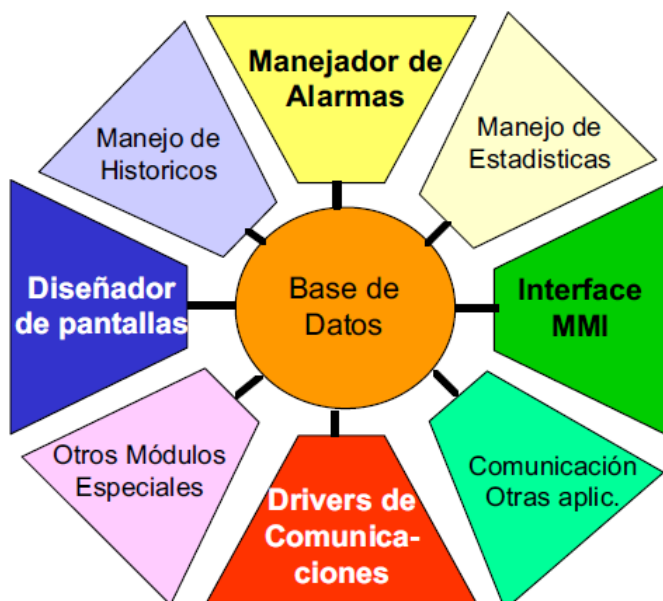 Manejador de
Alarmas
Manejo de
Historicos
Manejo de
Estadisticas
Diseñador
de pantallas
Base de
Datos
Interface
MMI
Otros Módulos
Especiales
Drivers de
Comunica-
ciones
Comunicación
Otras aplic.